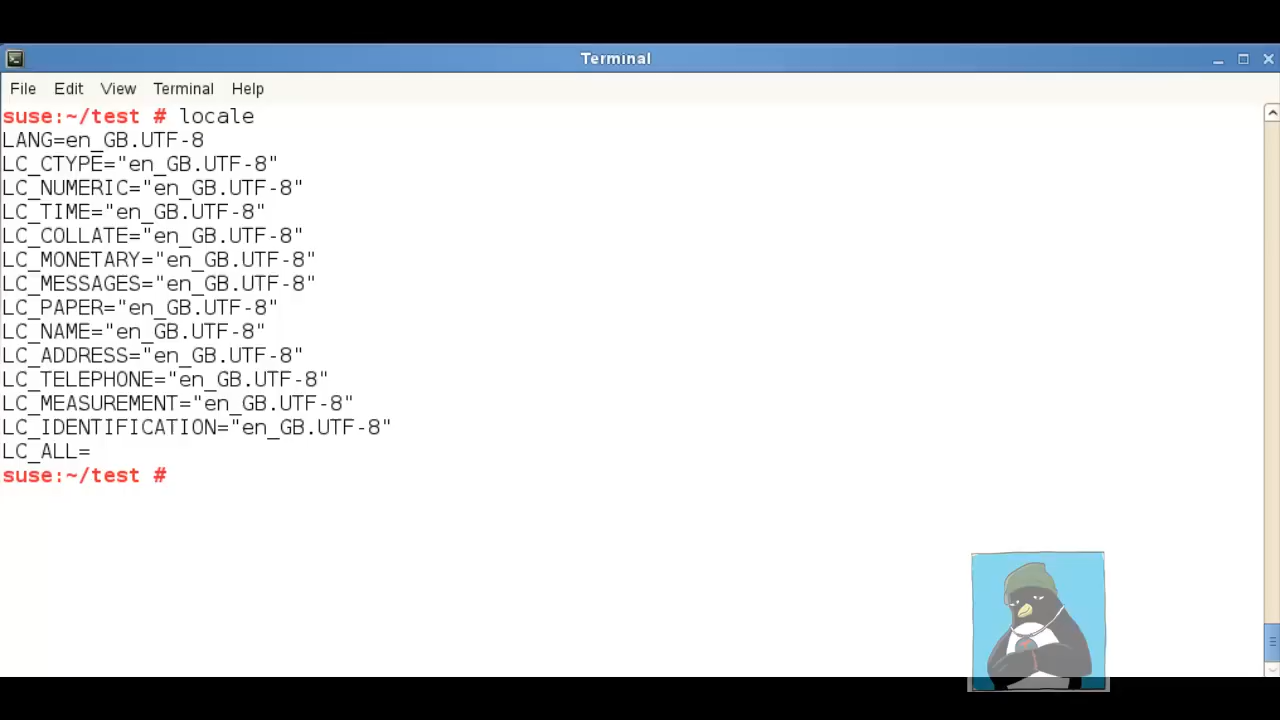 Terminal
File Edit View Terminal Help
suse:~/test # locale
LANG=en_GB.UTF-8
LC_CTYPE="en_GB.UTF-8"
LC_NUMERIC="en_GB.UTF-8"
LC_TIME="en_GB.UTF-8"
LC_COLLATE="en_GB.UTF-8"
LC_MONETARY="en_GB.UTF-8"
LC_MESSAGES="en_GB.UTF-8"
LC_PAPER="en_GB.UTF-8"
LC_NAME="en_GB.UTF-8"
LC_ADDRESS="en_GB.UTF-8"
LC_TELEPHONE="en_GB.UTF-8"
LC_MEASUREMENT="en_GB.UTF-8"
LC_IDENTIFICATION="en_GB.UTF-8"
LC_ALL=
suse:~/test #